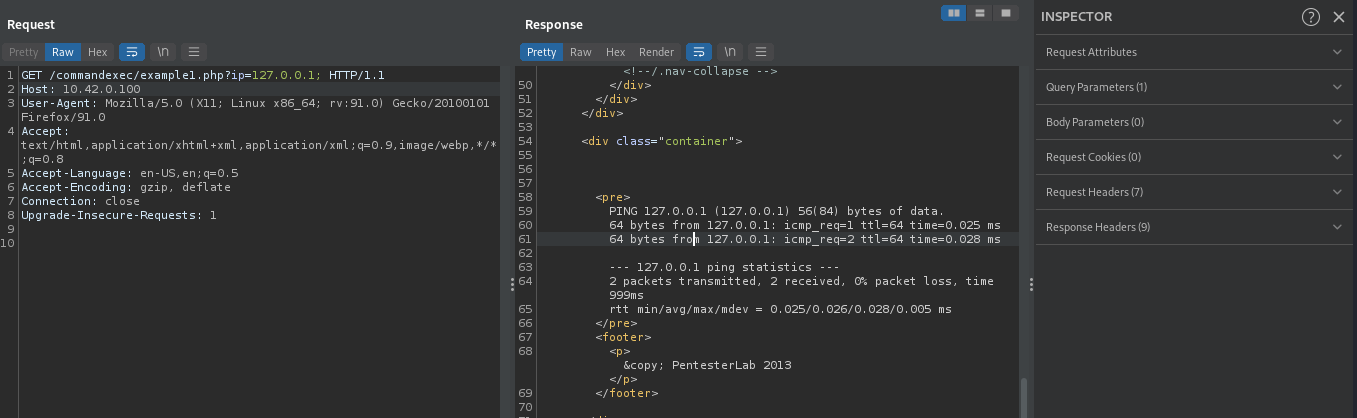 Request
Pretty Raw Hex \n
1 GET /commandexec/example1.php?ip=127.0.0.1; HTTP/1.1
2 Host: 10.42.0.100
3 User-Agent: Mozilla/5.0 (X11; Linux x86_64; rv:91.0) Gecko/20100101
Firefox/91.0
4 Accept:
text/html,application/xhtml+xml,application/xml;q=0.9,image/webp,*/*
;q=0.8
5 Accept-Language: en-US,en;q=0.5
6 Accept-Encoding: gzip, deflate
7 Connection: close
8 Upgrade-Insecure-Requests: 1
9
10
Response
Pretty Raw Hex Render \n
<!--/.nav-collapse -->
50 </div>
51 </div>
52 </div>
53
54 <div class="container">
55
56
57
58 <pre>
59 PING 127.0.0.1 (127.0.0.1) 56(84) bytes of data.
60 64 bytes from 127.0.0.1: icmp_req=1 ttl=64 time=0.025 ms
61 64 bytes from 127.0.0.1: icmp_req=2 ttl=64 time=0.028 ms
62
63 --- 127.0.0.1 ping statistics ---
64 2 packets transmitted, 2 received, 0% packet loss, time
999ms
65 rtt min/avg/max/mdev = 0.025/0.026/0.028/0.005 ms
66 </pre>
67 <footer>
68 <p>
&copy; PentesterLab 2013
</p>
69 </footer>
70
INSPECTOR
Request Attributes
Query Parameters (1)
Body Parameters (0)
Request Cookies (0)
Request Headers (7)
Response Headers (9)